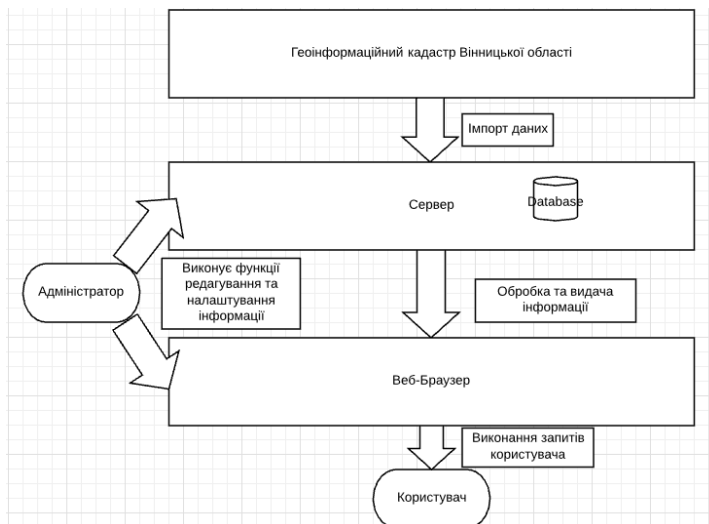 Геоінформаційний кадастр Вінницької області
Імпорт даних
Сервер
Database
Адміністратор
Виконує функції
редагування та
налаштування
інформації
Обробка та видача
інформації
Веб-Браузер
Виконання запитів
користувача
Користувач